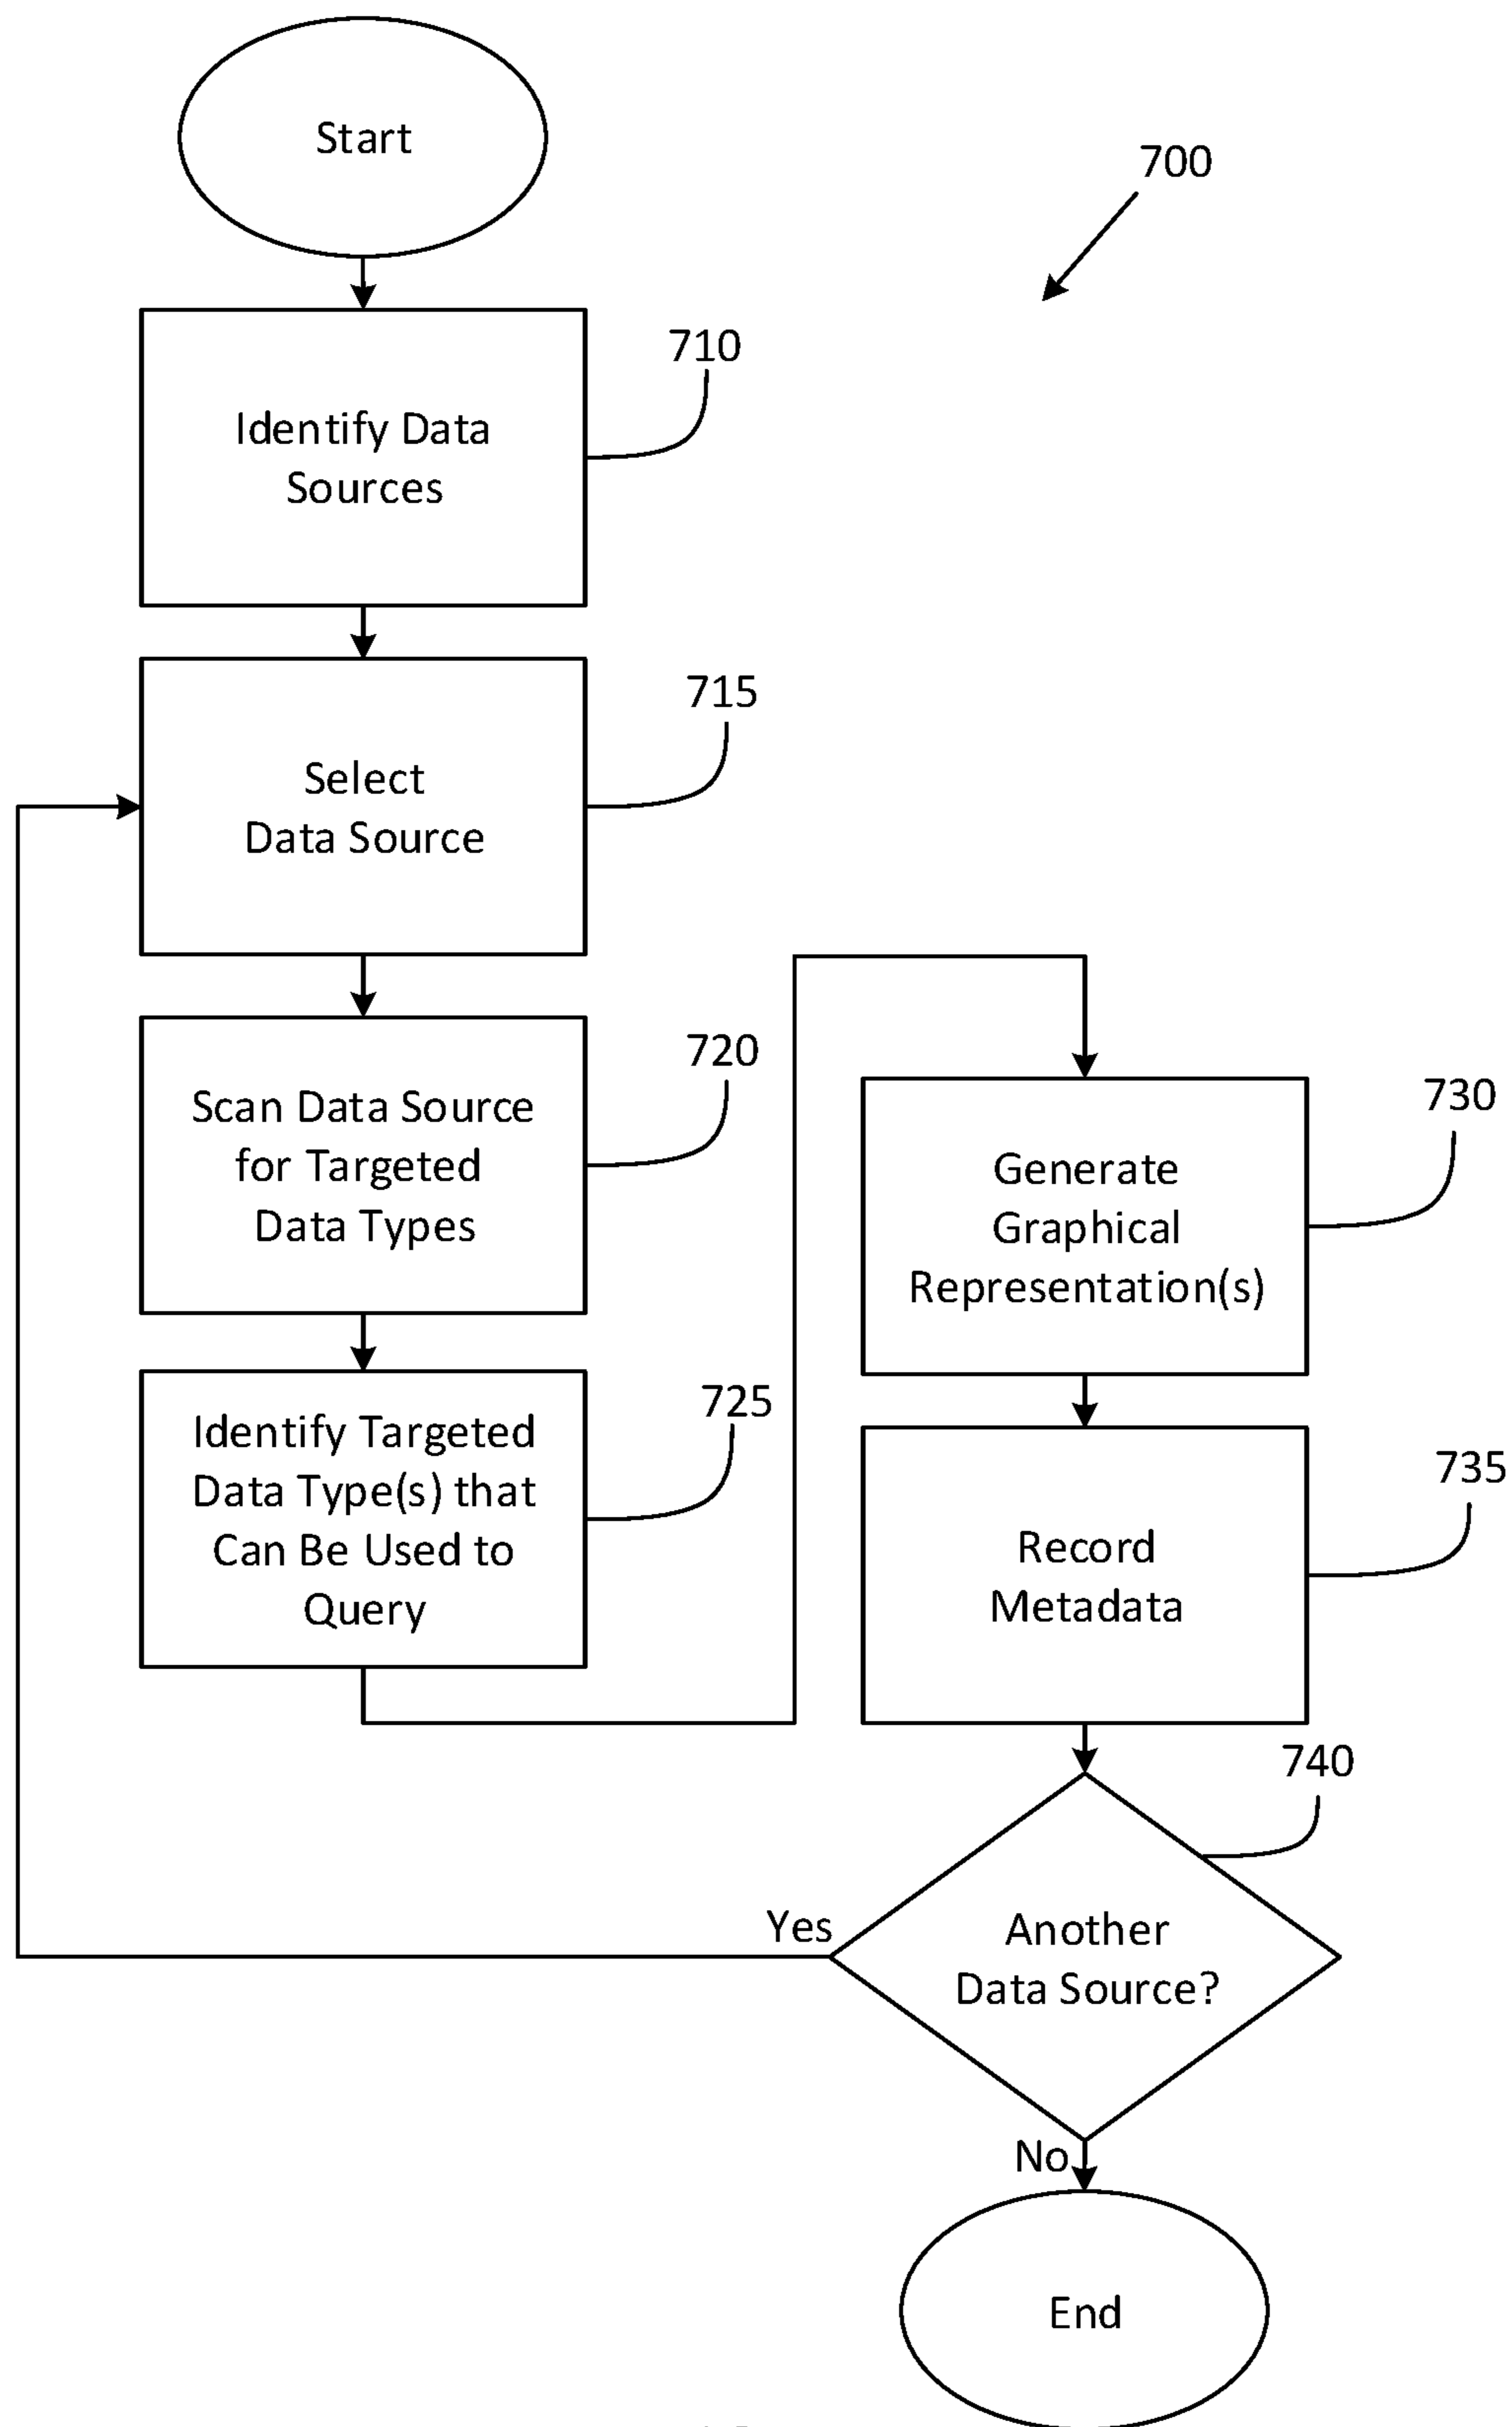 Start
700
710
Identify Data
Sources
715
Select
Data Source
720
Scan Data Source
for Targeted
Data Types
725
Identify Targeted
Data Type(s) that
Can Be Used to
Query
730
Generate
Graphical
Representation(s)
735
Record
Metadata
740
Another
Data Source?
Yes
No
End